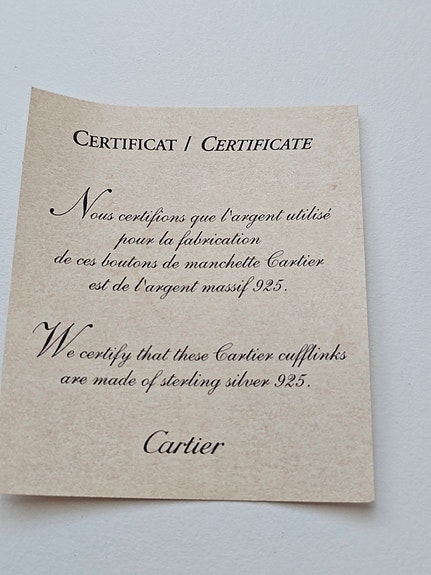 CERTIFICAT / CERTIFICATE
Nous certifions que l'argent utilisé
pour la fabrication
de ces boutons de manchette Cartier
est de l'argent massif 925.
We certify that these Cartier cufflinks
are made of sterling silver 925.
Cartier